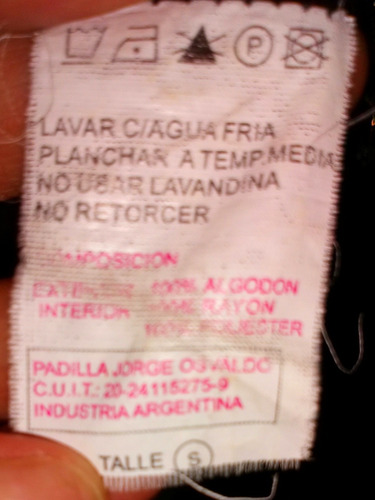 P
LAVAR C/AGUA FRIA
PLANCHAR A TEMP.MEDIA
NO USAR LAVANDINA
NO RETORCER
COMPOSICION
EXTERIOR 100% ALGODON
INTERIOR RAYON
100% POLIESTER
PADILLA JORGE OSVALDO
C.U.I.T.: 20-24115275-9
INDUSTRIA ARGENTINA
TALLE S